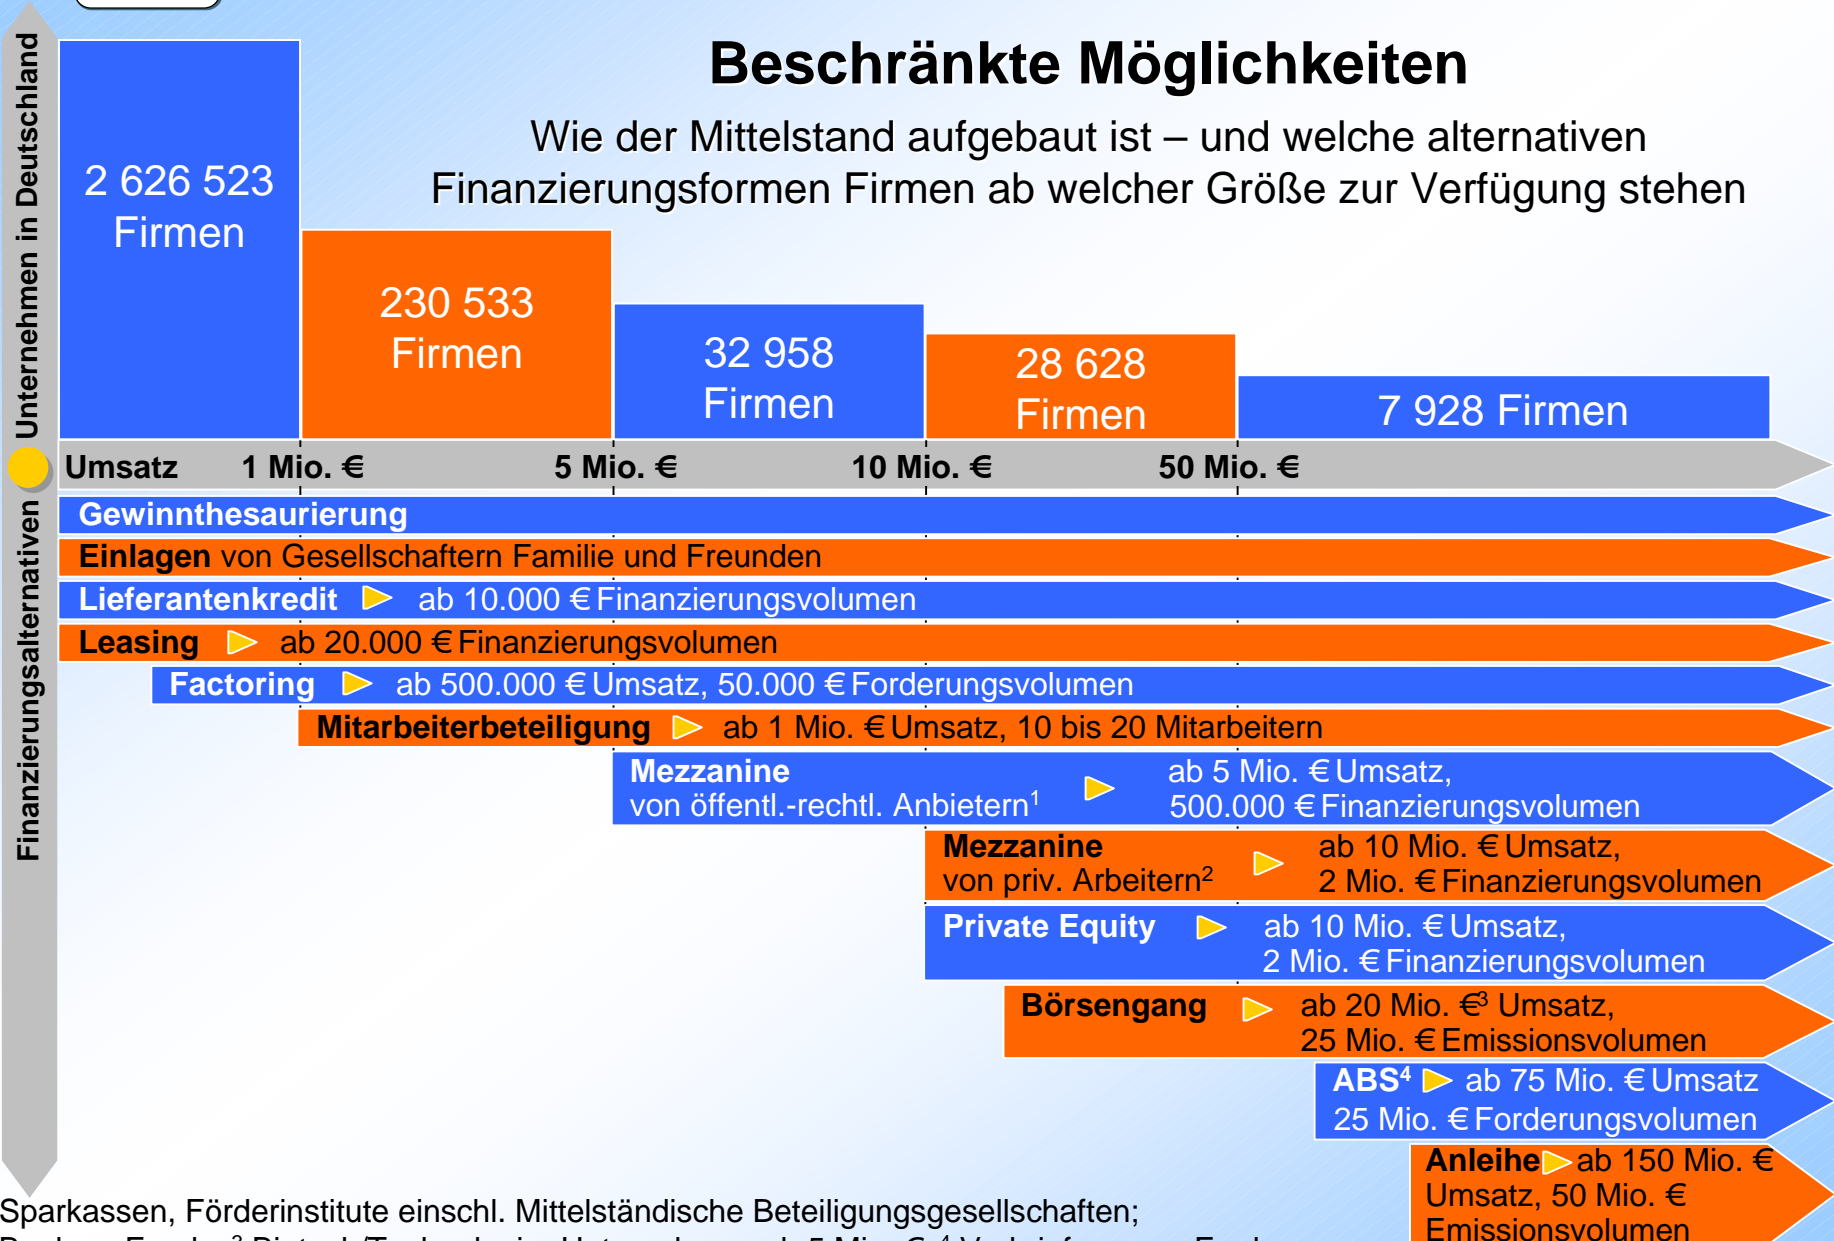 Beschränkte Möglichkeiten
Wie der Mittelstand aufgebaut ist – und welche alternativen
Finanzierungsformen Firmen ab welcher Größe zur Verfügung stehen
Unternehmen in Deutschland
2 626 523
Firmen
230 533
Firmen
32 958
Firmen
28 628
Firmen
7 928 Firmen
Umsatz 1 Mio. € 5 Mio. € 10 Mio. € 50 Mio. €
Finanzierungsalternativen
Gewinnthesaurierung
Einlagen von Gesellschaftern Familie und Freunden
Lieferantenkredit ab 10.000 € Finanzierungsvolumen
Leasing ab 20.000 € Finanzierungsvolumen
Factoring ab 500.000 € Umsatz, 50.000 € Forderungsvolumen
Mitarbeiterbeteiligung ab 1 Mio. € Umsatz, 10 bis 20 Mitarbeitern
Mezzanine ab 5 Mio. € Umsatz,
von öffentl.-rechtl. Anbietern¹ 500.000 € Finanzierungsvolumen
Mezzanine ab 10 Mio. € Umsatz,
von priv. Arbeitern² 2 Mio. € Finanzierungsvolumen
Private Equity ab 10 Mio. € Umsatz,
2 Mio. € Finanzierungsvolumen
Börsengang ab 20 Mio. €³ Umsatz,
25 Mio. € Emissionsvolumen
ABS⁴ ab 75 Mio. € Umsatz
25 Mio. € Forderungsvolumen
Anleihe ab 150 Mio. €
Umsatz, 50 Mio. €
Emissionsvolumen
Sparkassen, Förderinstitute einschl. Mittelständische Beteiligungsgesellschaften;